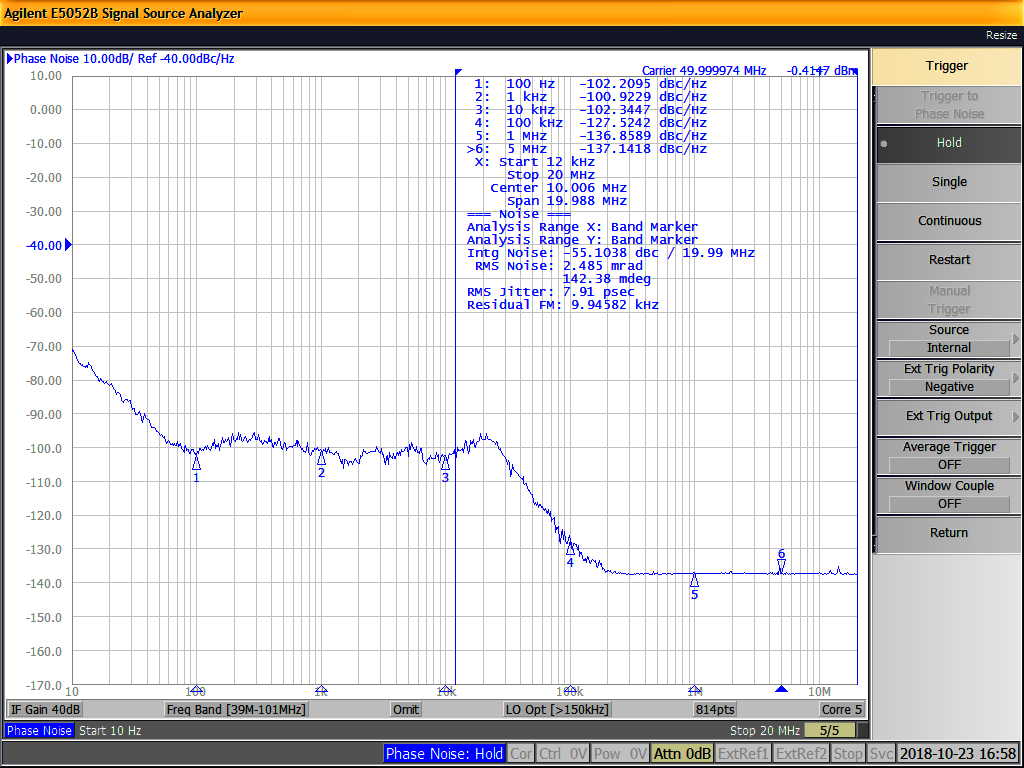 Agilent E5052B Signal Source Analyzer
Resize
Phase Noise 10.00dB/ Ref -40.00dBc/Hz
Carrier 49.999974 MHz -0.4147 dBm
10.00
0.000
-10.00
-20.00
-30.00
-40.00
-50.00
-60.00
-70.00
-80.00
-90.00
-100.0
-110.0
-120.0
-130.0
-140.0
-150.0
-160.0
-170.0
1: 100 Hz -102.2095 dBc/Hz
2: 1 kHz -100.9229 dBc/Hz
3: 10 kHz -102.3447 dBc/Hz
4: 100 kHz -127.5242 dBc/Hz
5: 1 MHz -136.8589 dBc/Hz
>6: 5 MHz -137.1418 dBc/Hz
X: Start 12 kHz
Stop 20 MHz
Center 10.006 MHz
Span 19.988 MHz
=== Noise ===
Analysis Range X: Band Marker
Analysis Range Y: Band Marker
Intg Noise: -55.1038 dBc / 19.99 MHz
RMS Noise: 2.485 mrad
142.38 mdeg
RMS Jitter: 7.91 psec
Residual FM: 9.94582 kHz
1
2
3
4
5
6
10 100 1k 10k 100k 1M 10M
IF Gain 40dB Freq Band [39M-101MHz] Omit LO Opt [>150kHz] 814pts Corre 5
Phase Noise Start 10 Hz Stop 20 MHz 5/5
Phase Noise: Hold Cor Ctrl 0V Pow 0V Attn 0dB ExtRef1 ExtRef2 Stop Svc 2018-10-23 16:58
Trigger
Trigger to
Phase Noise
Hold
Single
Continuous
Restart
Manual
Trigger
Source
Internal
Ext Trig Polarity
Negative
Ext Trig Output
Average Trigger
OFF
Window Couple
OFF
Return